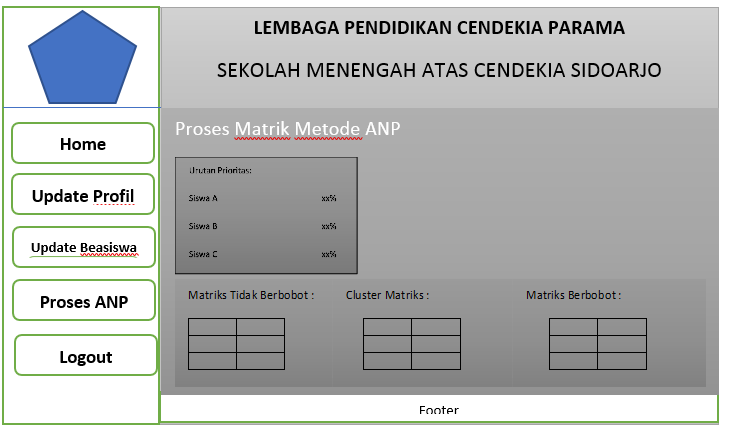 LEMBAGA PENDIDIKAN CENDEKIA PARAMA
SEKOLAH MENENGAH ATAS CENDEKIA SIDOARJO
Home
Update Profil
Update Beasiswa
Proses ANP
Logout
Proses Matrik Metode ANP
Urutan Prioritas:
Siswa A xx%
Siswa B xx%
Siswa C xx%
Matriks Tidak Berbobot : Cluster Matriks : Matriks Berbobot :
Footer